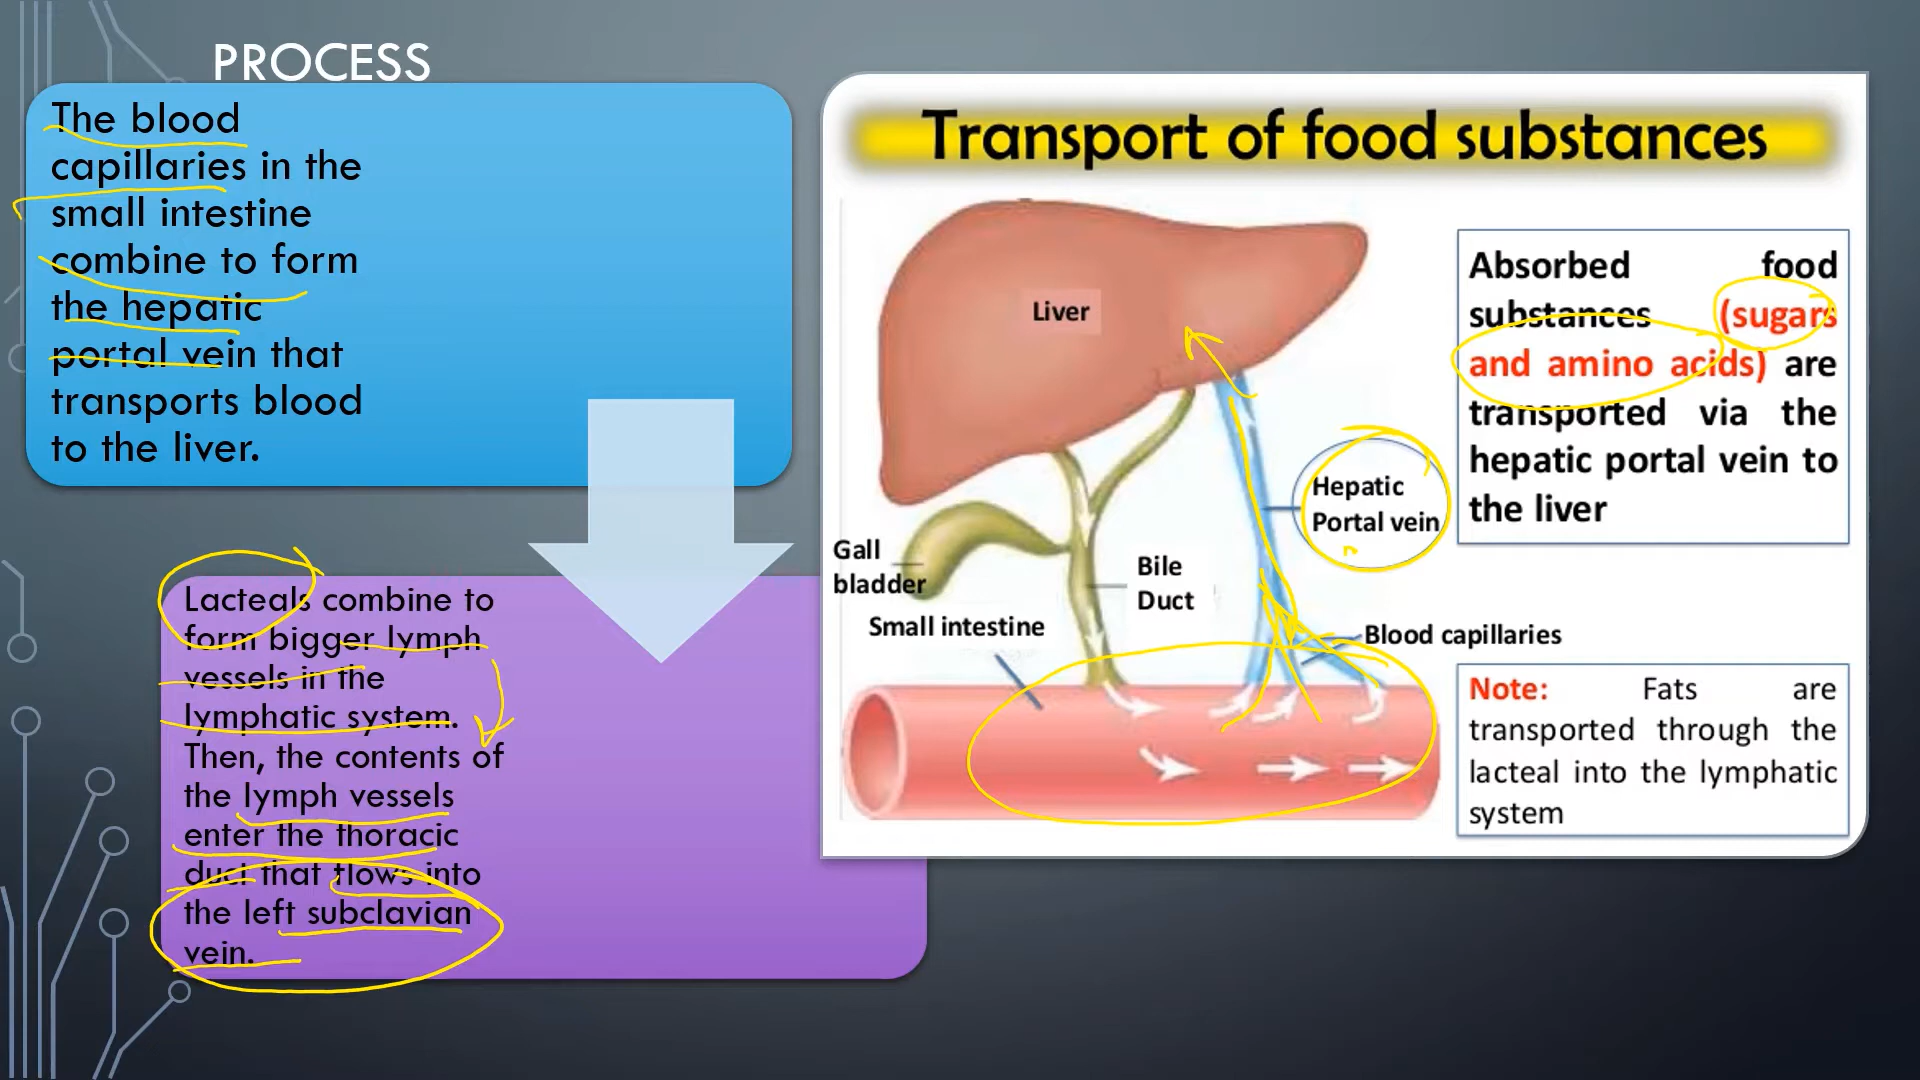 PROCESS
The blood
capillaries in the
small intestine
combine to form
the hepatic
portal vein that
transports blood
to the liver.
Lacteals combine to
form bigger lymph
vessels in the
lymphatic system.
Then, the contents of
the lymph vessels
enter the thoracic
duct that flows into
the left subclavian
vein.
Transport of food substances
Liver
Gall
bladder
Small intestine
Bile
Duct
Hepatic
Portal vein
Blood capillaries
Absorbed food
substances (sugars
and amino acids) are
transported via the
hepatic portal vein to
the liver
Note: Fats are
transported through the
lacteal into the lymphatic
system